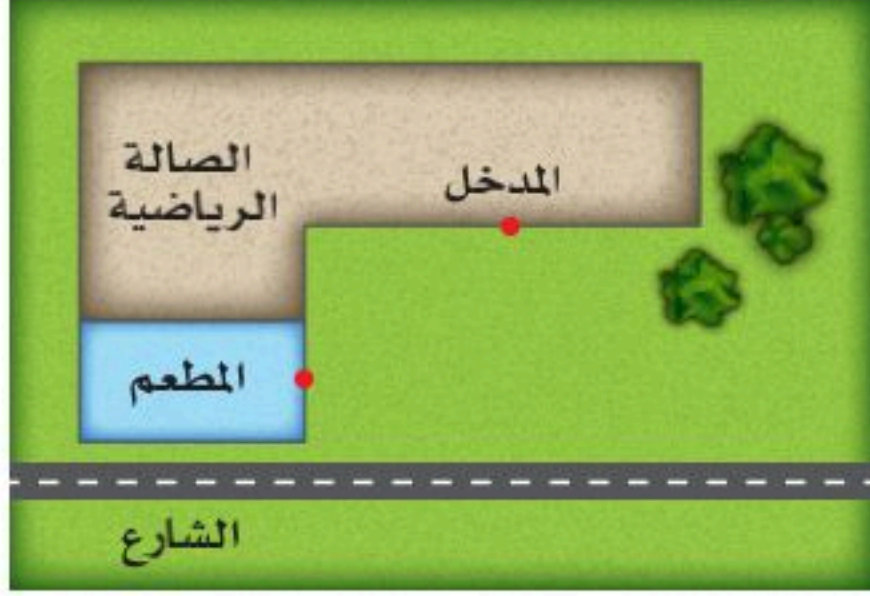 الصالة
الرياضية
المدخل
المطعم
الشارع